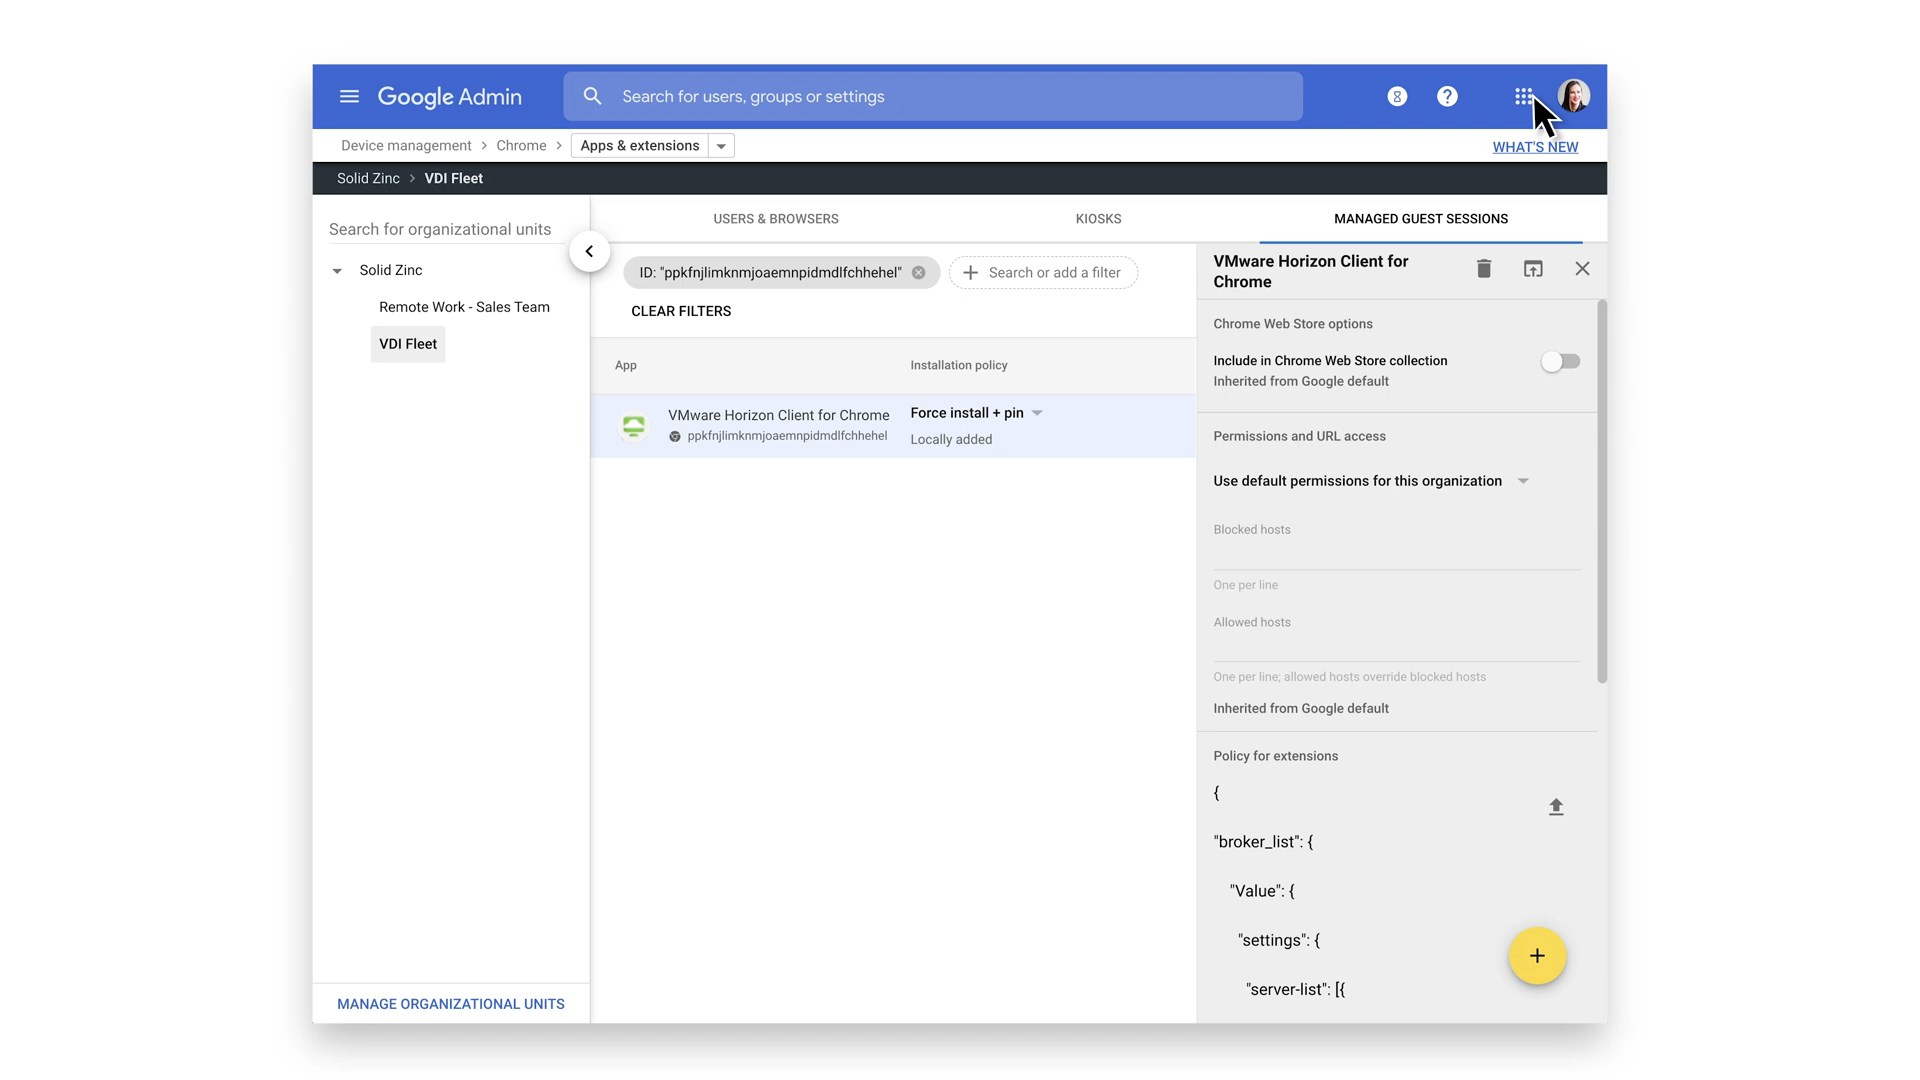 Google Admin
Search for users, groups or settings
Device management > Chrome > Apps & extensions
WHAT'S NEW
Solid Zinc > VDI Fleet
Search for organizational units
Solid Zinc
Remote Work - Sales Team
VDI Fleet
MANAGE ORGANIZATIONAL UNITS
USERS & BROWSERS
KIOSKS
MANAGED GUEST SESSIONS
ID: "ppkfnjlimknmjoaemnpidmdlfchhehel"
Search or add a filter
CLEAR FILTERS
App
Installation policy
VMware Horizon Client for Chrome
ppkfnjlimknmjoaemnpidmdlfchhehel
Force install + pin
Locally added
VMware Horizon Client for
Chrome
Chrome Web Store options
Include in Chrome Web Store collection
Inherited from Google default
Permissions and URL access
Use default permissions for this organization
Blocked hosts
One per line
Allowed hosts
One per line; allowed hosts override blocked hosts
Inherited from Google default
Policy for extensions
{
"broker_list": {
"Value": {
"settings": {
"server-list": [{